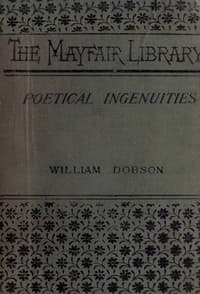 THE MAYFAIR LIBRARY
POETICAL INGENUITIES
WILLIAM DOBSON